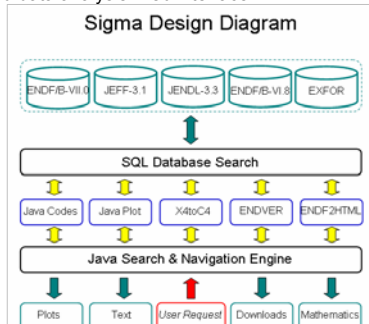 Sigma Design Diagram
ENDF/B-VII.0 JEFF-3.1 JENDL-3.3 ENDF/B-VI.8 EXFOR
SQL Database Search
Java Codes Java Plot X4toC4 ENDVER ENDF2HTML
Java Search & Navigation Engine
Plots Text User Request Downloads Mathematics